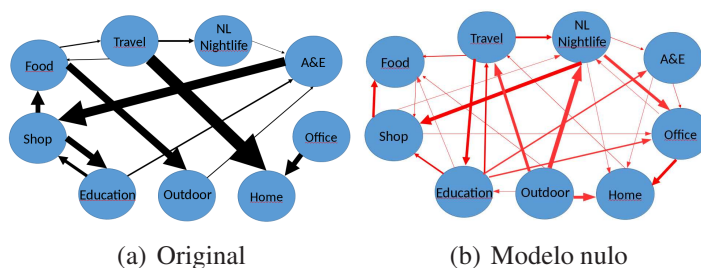 Food
Travel
NL
Nightlife
A&E
Shop
Office
Education
Outdoor
Home
(a) Original
Food
Travel
NL
Nightlife
A&E
Shop
Office
Education
Outdoor
Home
(b) Modelo nulo